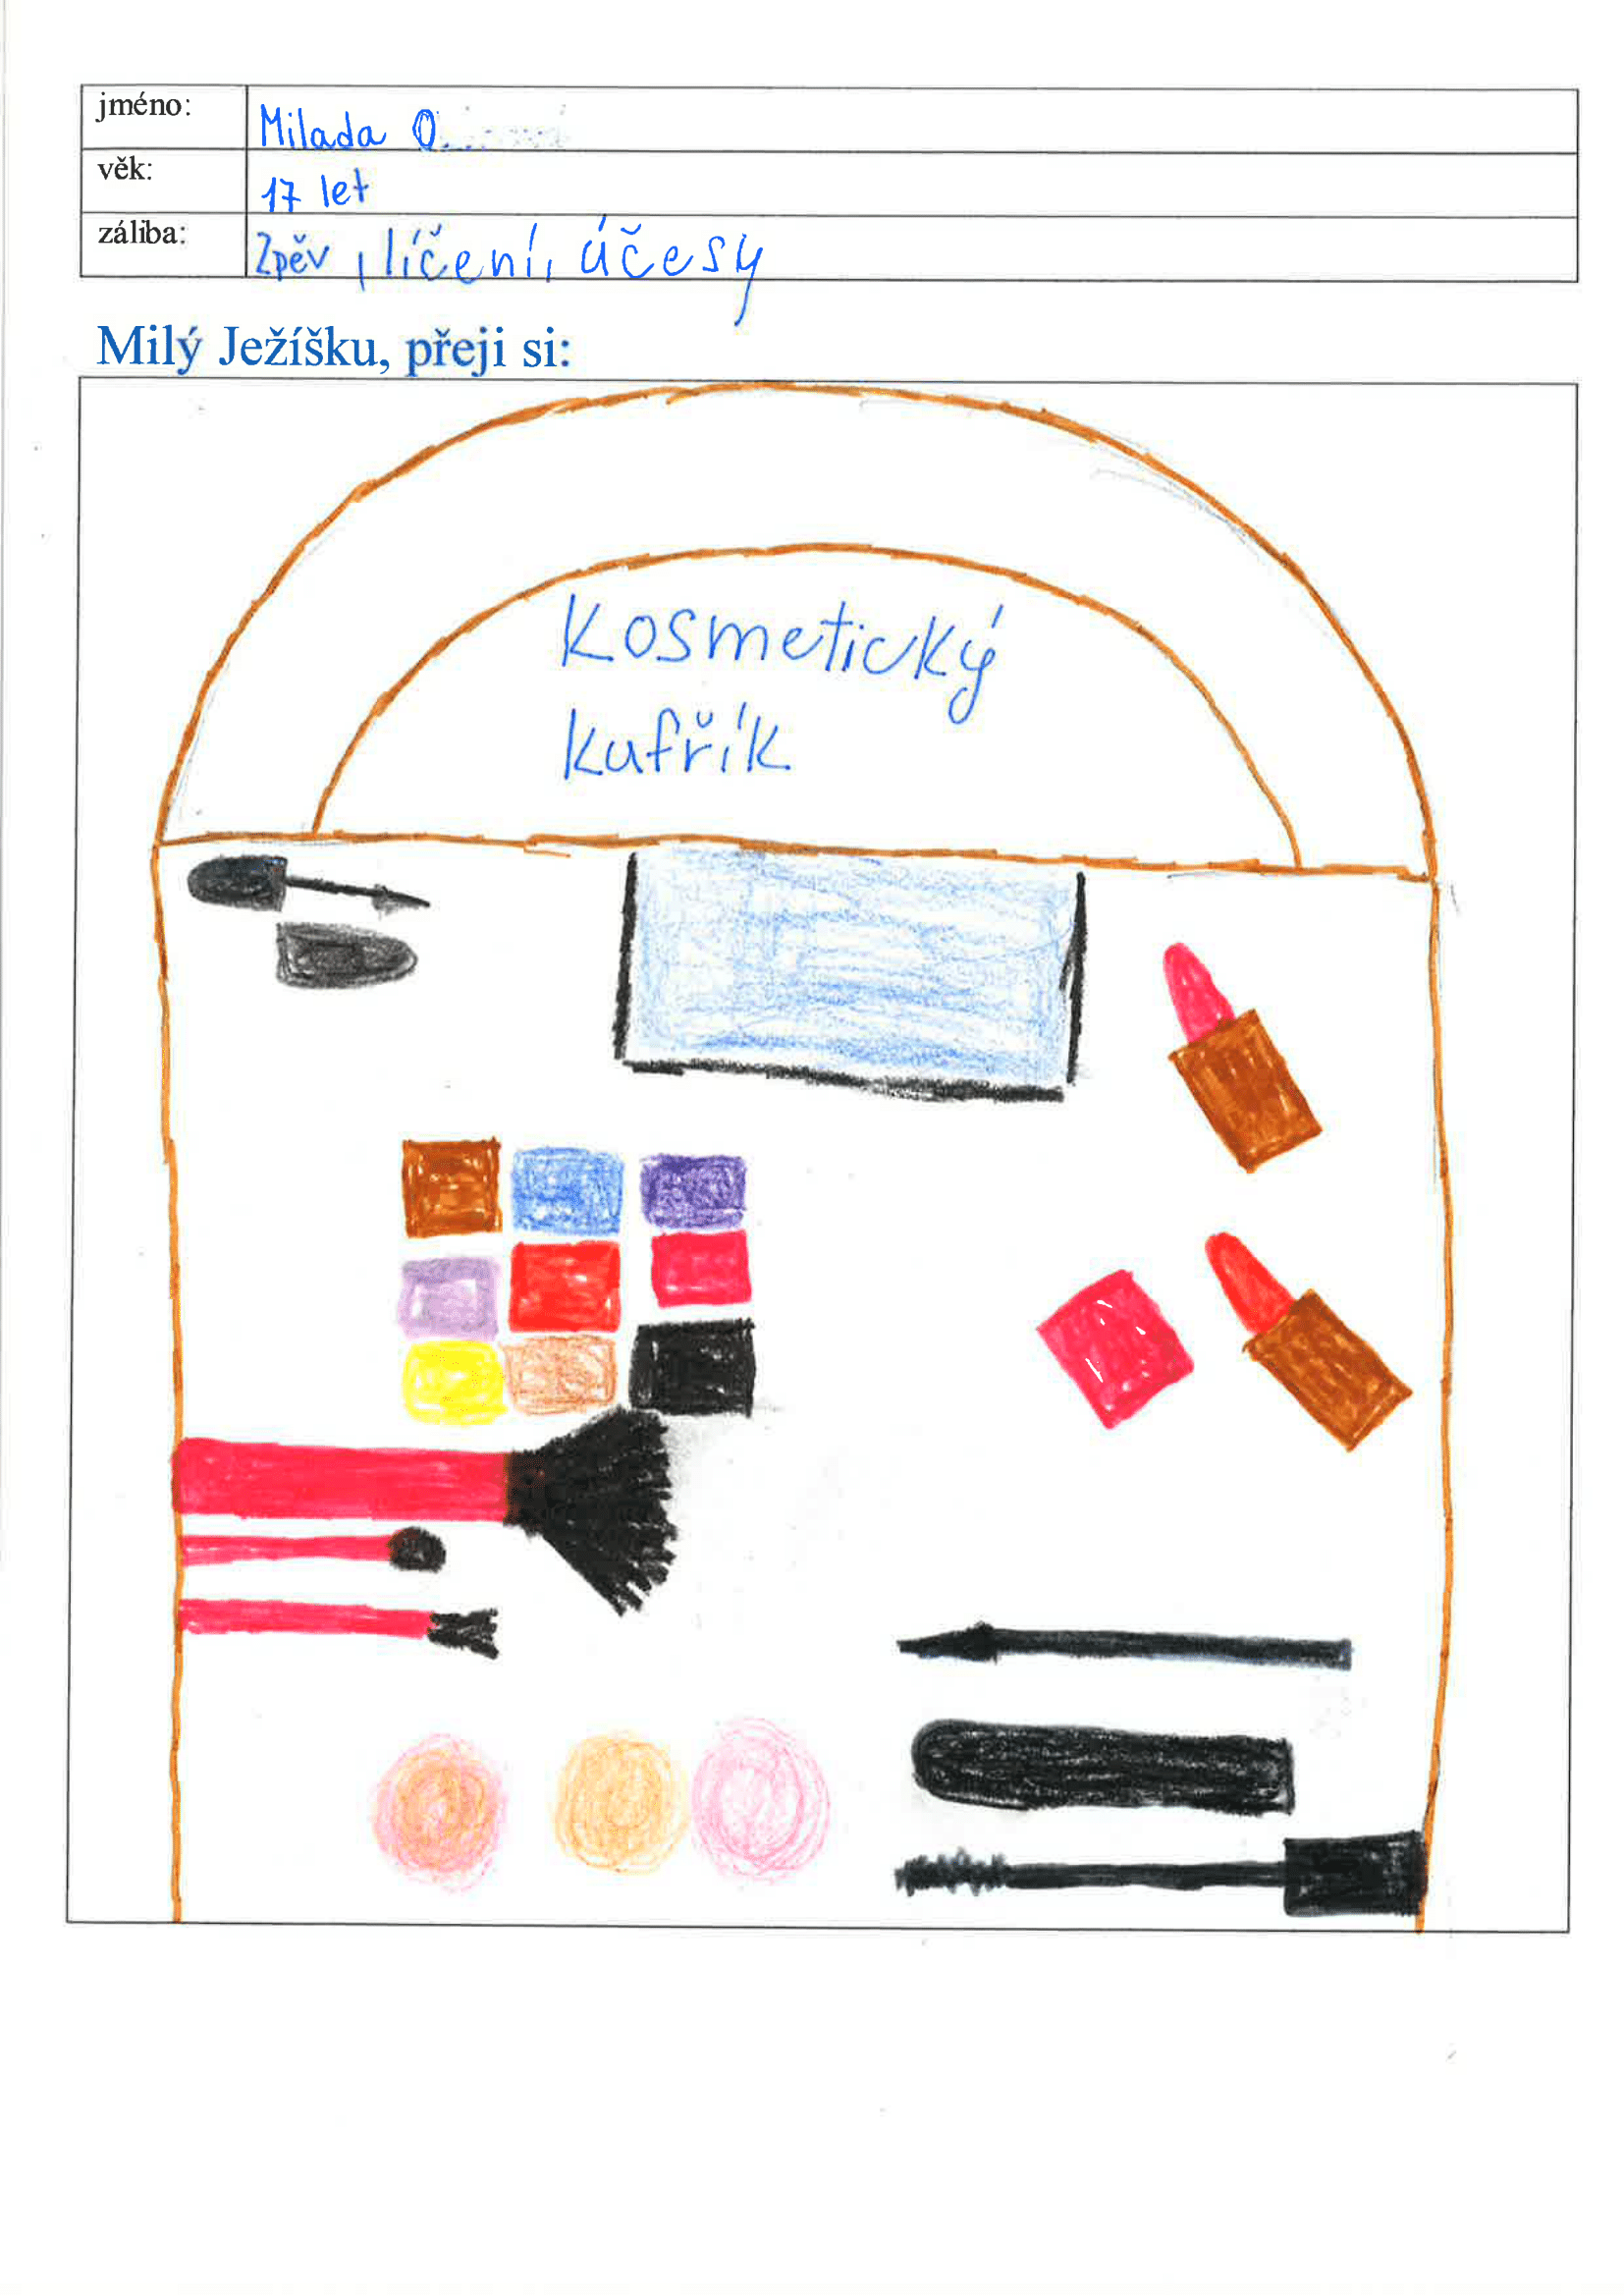 jméno: Milada O.
věk: 17 let
záliba: Zpěv, líčení, účesy
Milý Ježíšku, přeji si:
Kosmetický
kufřík